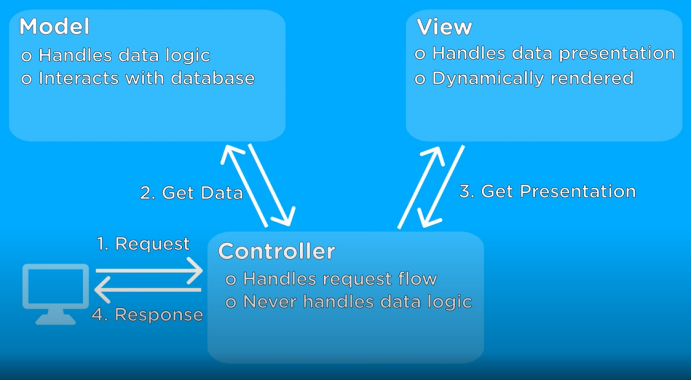 Model
o Handles data logic
o Interacts with database
View
o Handles data presentation
o Dynamically rendered
2. Get Data
3. Get Presentation
1. Request
4. Response
Controller
o Handles request flow
o Never handles data logic